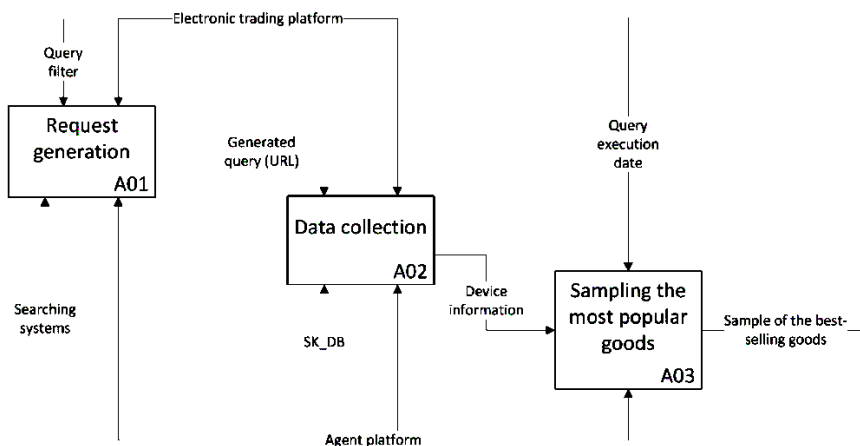 Electronic trading platform
Query
filter
Request
generation
A01
Generated
query (URL)
Query
execution
date
Data collection
A02
Searching
systems
Device
information
Sampling the
most popular
goods
A03
Sample of the best-
selling goods
SK_DB
Agent platform